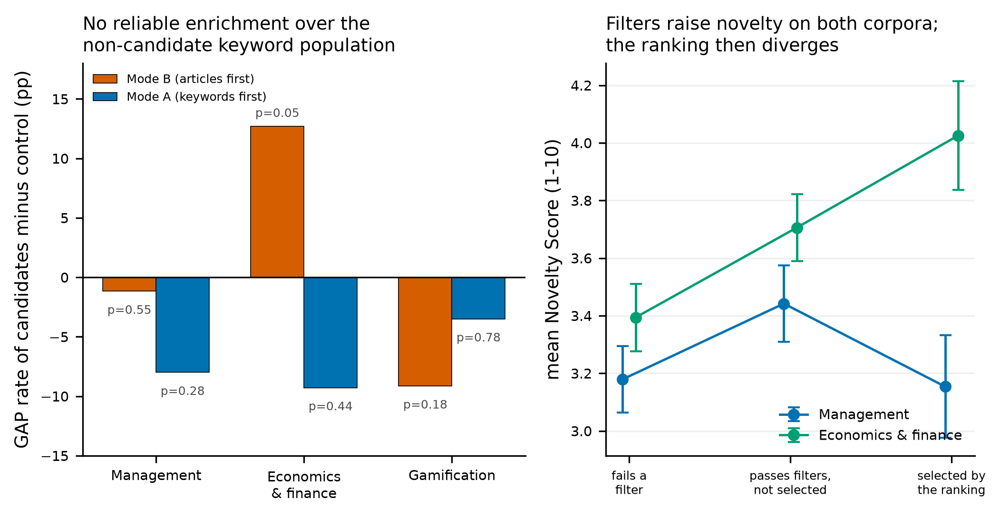 No reliable enrichment over the
non-candidate keyword population
GAP rate of candidates minus control (pp)
15
10
5
0
−5
−10
−15
Mode B (articles first)
Mode A (keywords first)
p=0.05
p=0.55
p=0.28
p=0.44
p=0.18
p=0.78
Management
Economics
& finance
Gamification
Filters raise novelty on both corpora;
the ranking then diverges
mean Novelty Score (1-10)
4.2
4.0
3.8
3.6
3.4
3.2
3.0
Management
Economics & finance
fails a
filter
passes filters,
not selected
selected by
the ranking